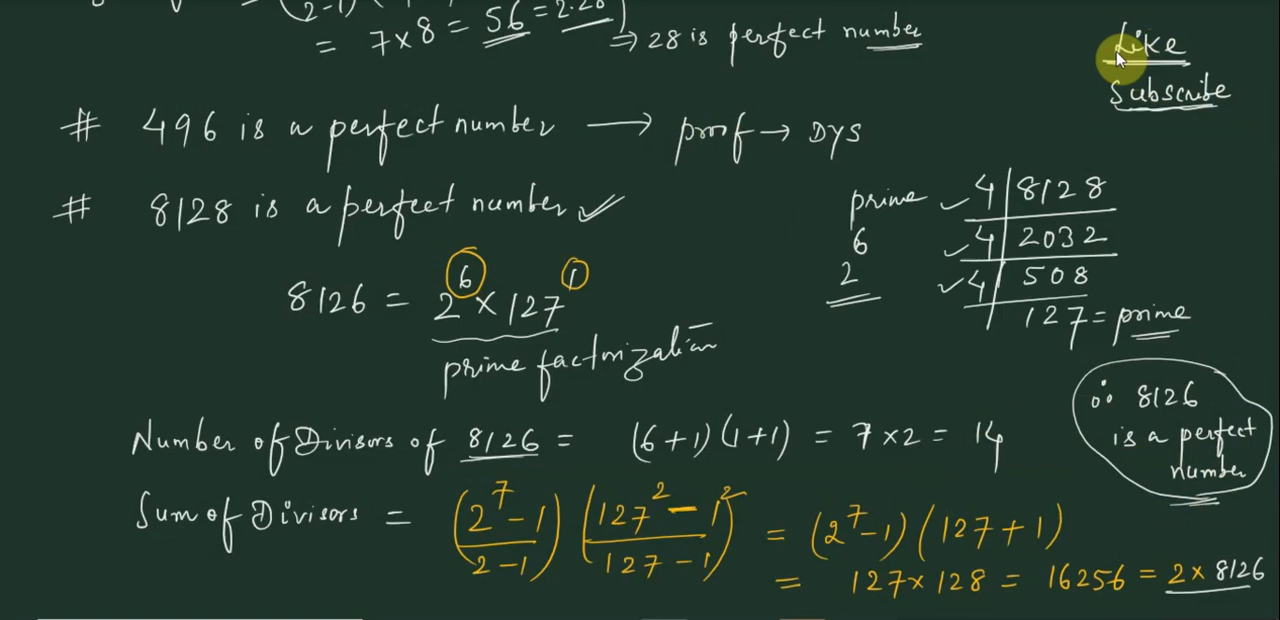 = 7×8 = 56 = 2·28
⇒ 28 is perfect number
Like
Subscribe
# 496 is a perfect number → proof → DYS
# 8128 is a perfect number ✓
prime ✓ 4 | 8128
6 ✓ 4 | 2032
2 ✓ 4 | 508
127 = prime
8126 = 2^6 × 127^1
prime factorization
Number of Divisors of 8126 = (6+1)(1+1) = 7×2 = 14
∴ 8126
is a perfect
number
Sum of Divisors = (2^7 - 1 / 2-1) (127^2 - 1^2 / 127 - 1) = (2^7-1)(127+1)
= 127×128 = 16256 = 2×8126